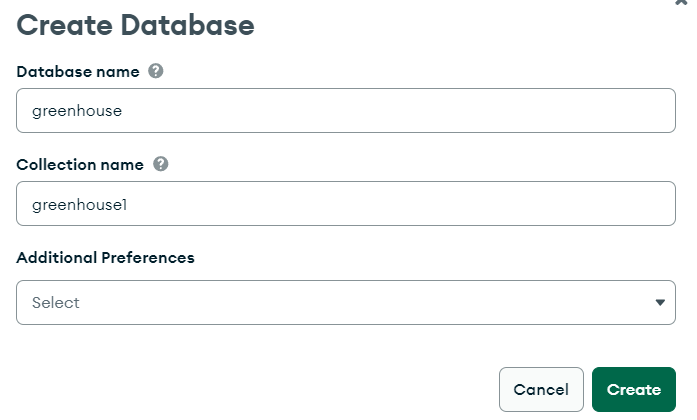 Create Database
Database name
greenhouse
Collection name
greenhouse1
Additional Preferences
Select
Cancel Create